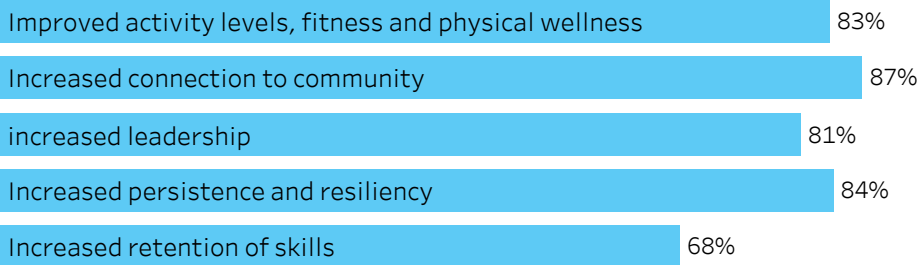 Improved activity levels, fitness and physical wellness 83%
Increased connection to community 87%
increased leadership 81%
Increased persistence and resiliency 84%
Increased retention of skills 68%